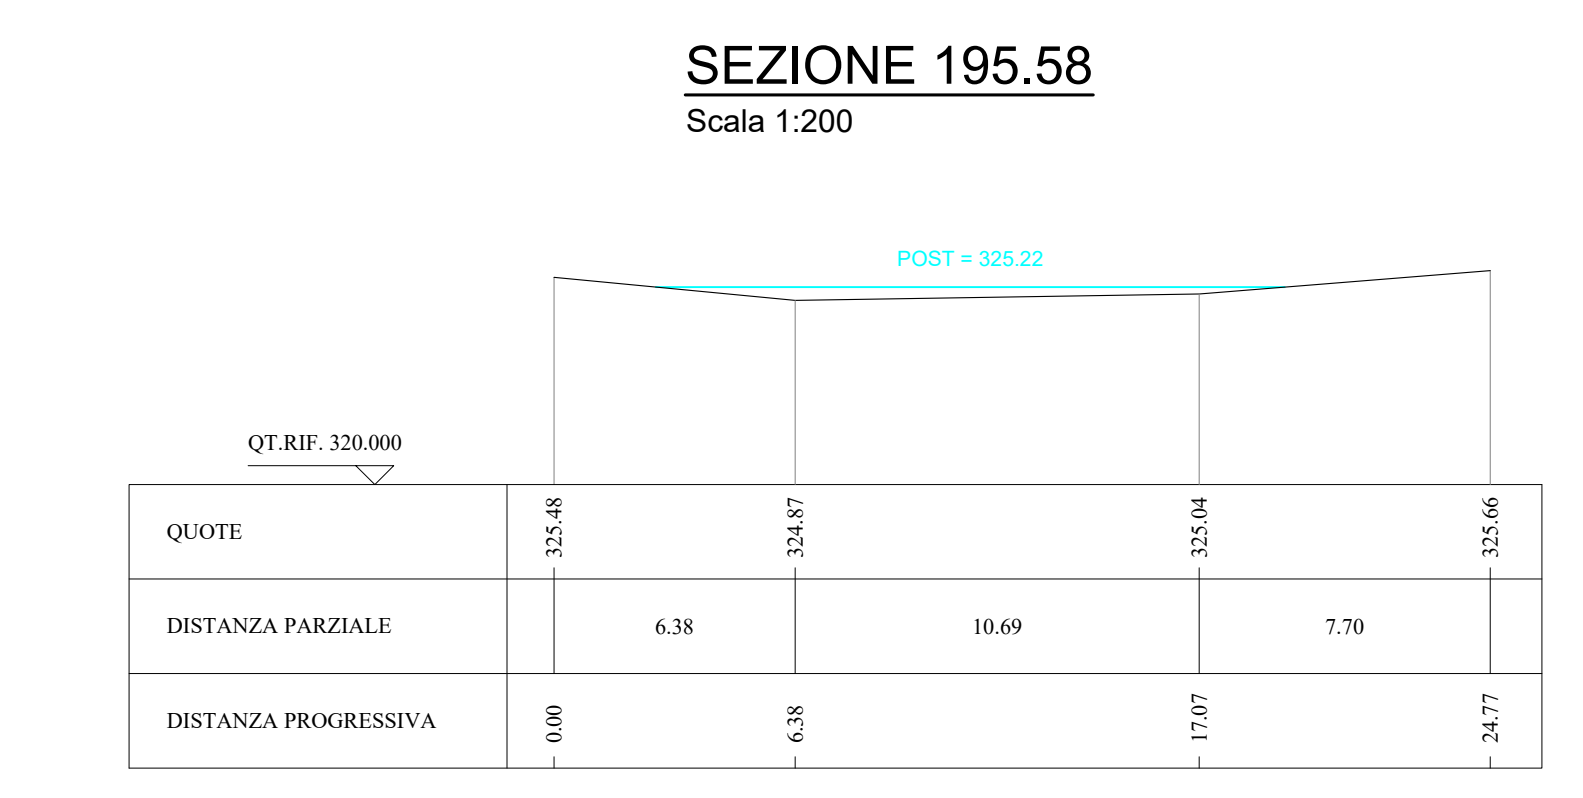 SEZIONE 195.58
Scala 1:200
POST = 325.22
QT.RIF. 320.000
QUOTE 325.48 324.87 325.04 325.66
DISTANZA PARZIALE 6.38 10.69 7.70
DISTANZA PROGRESSIVA 0.00 6.38 17.07 24.77